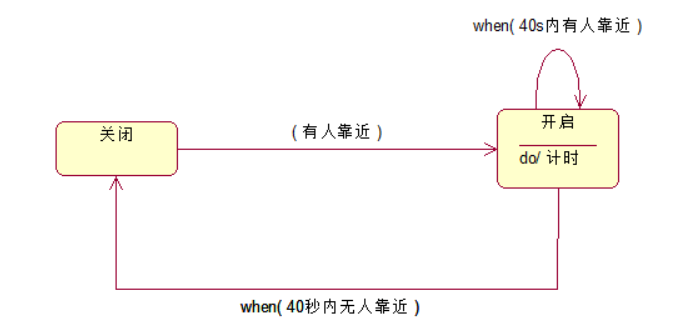 when( 40s内有人靠近 )
关闭
( 有人靠近 )
开启
do/ 计时
when( 40秒内无人靠近 )